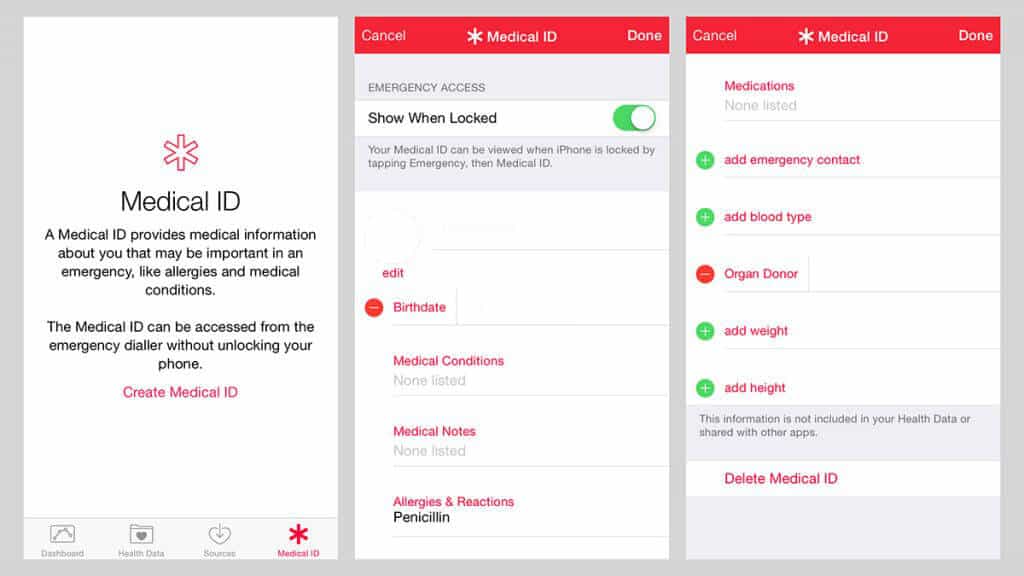 Medical ID
A Medical ID provides medical information
about you that may be important in an
emergency, like allergies and medical
conditions.
The Medical ID can be accessed from the
emergency dialler without unlocking your
phone.
Create Medical ID
Dashboard
Health Data
Sources
Medical ID
Cancel
Medical ID
Done
EMERGENCY ACCESS
Show When Locked
Your Medical ID can be viewed when iPhone is locked by
tapping Emergency, then Medical ID.
edit
Birthdate
Medical Conditions
None listed
Medical Notes
None listed
Allergies & Reactions
Penicillin
Cancel
Medical ID
Done
Medications
None listed
add emergency contact
add blood type
Organ Donor
add weight
add height
This information is not included in your Health Data or
shared with other apps.
Delete Medical ID